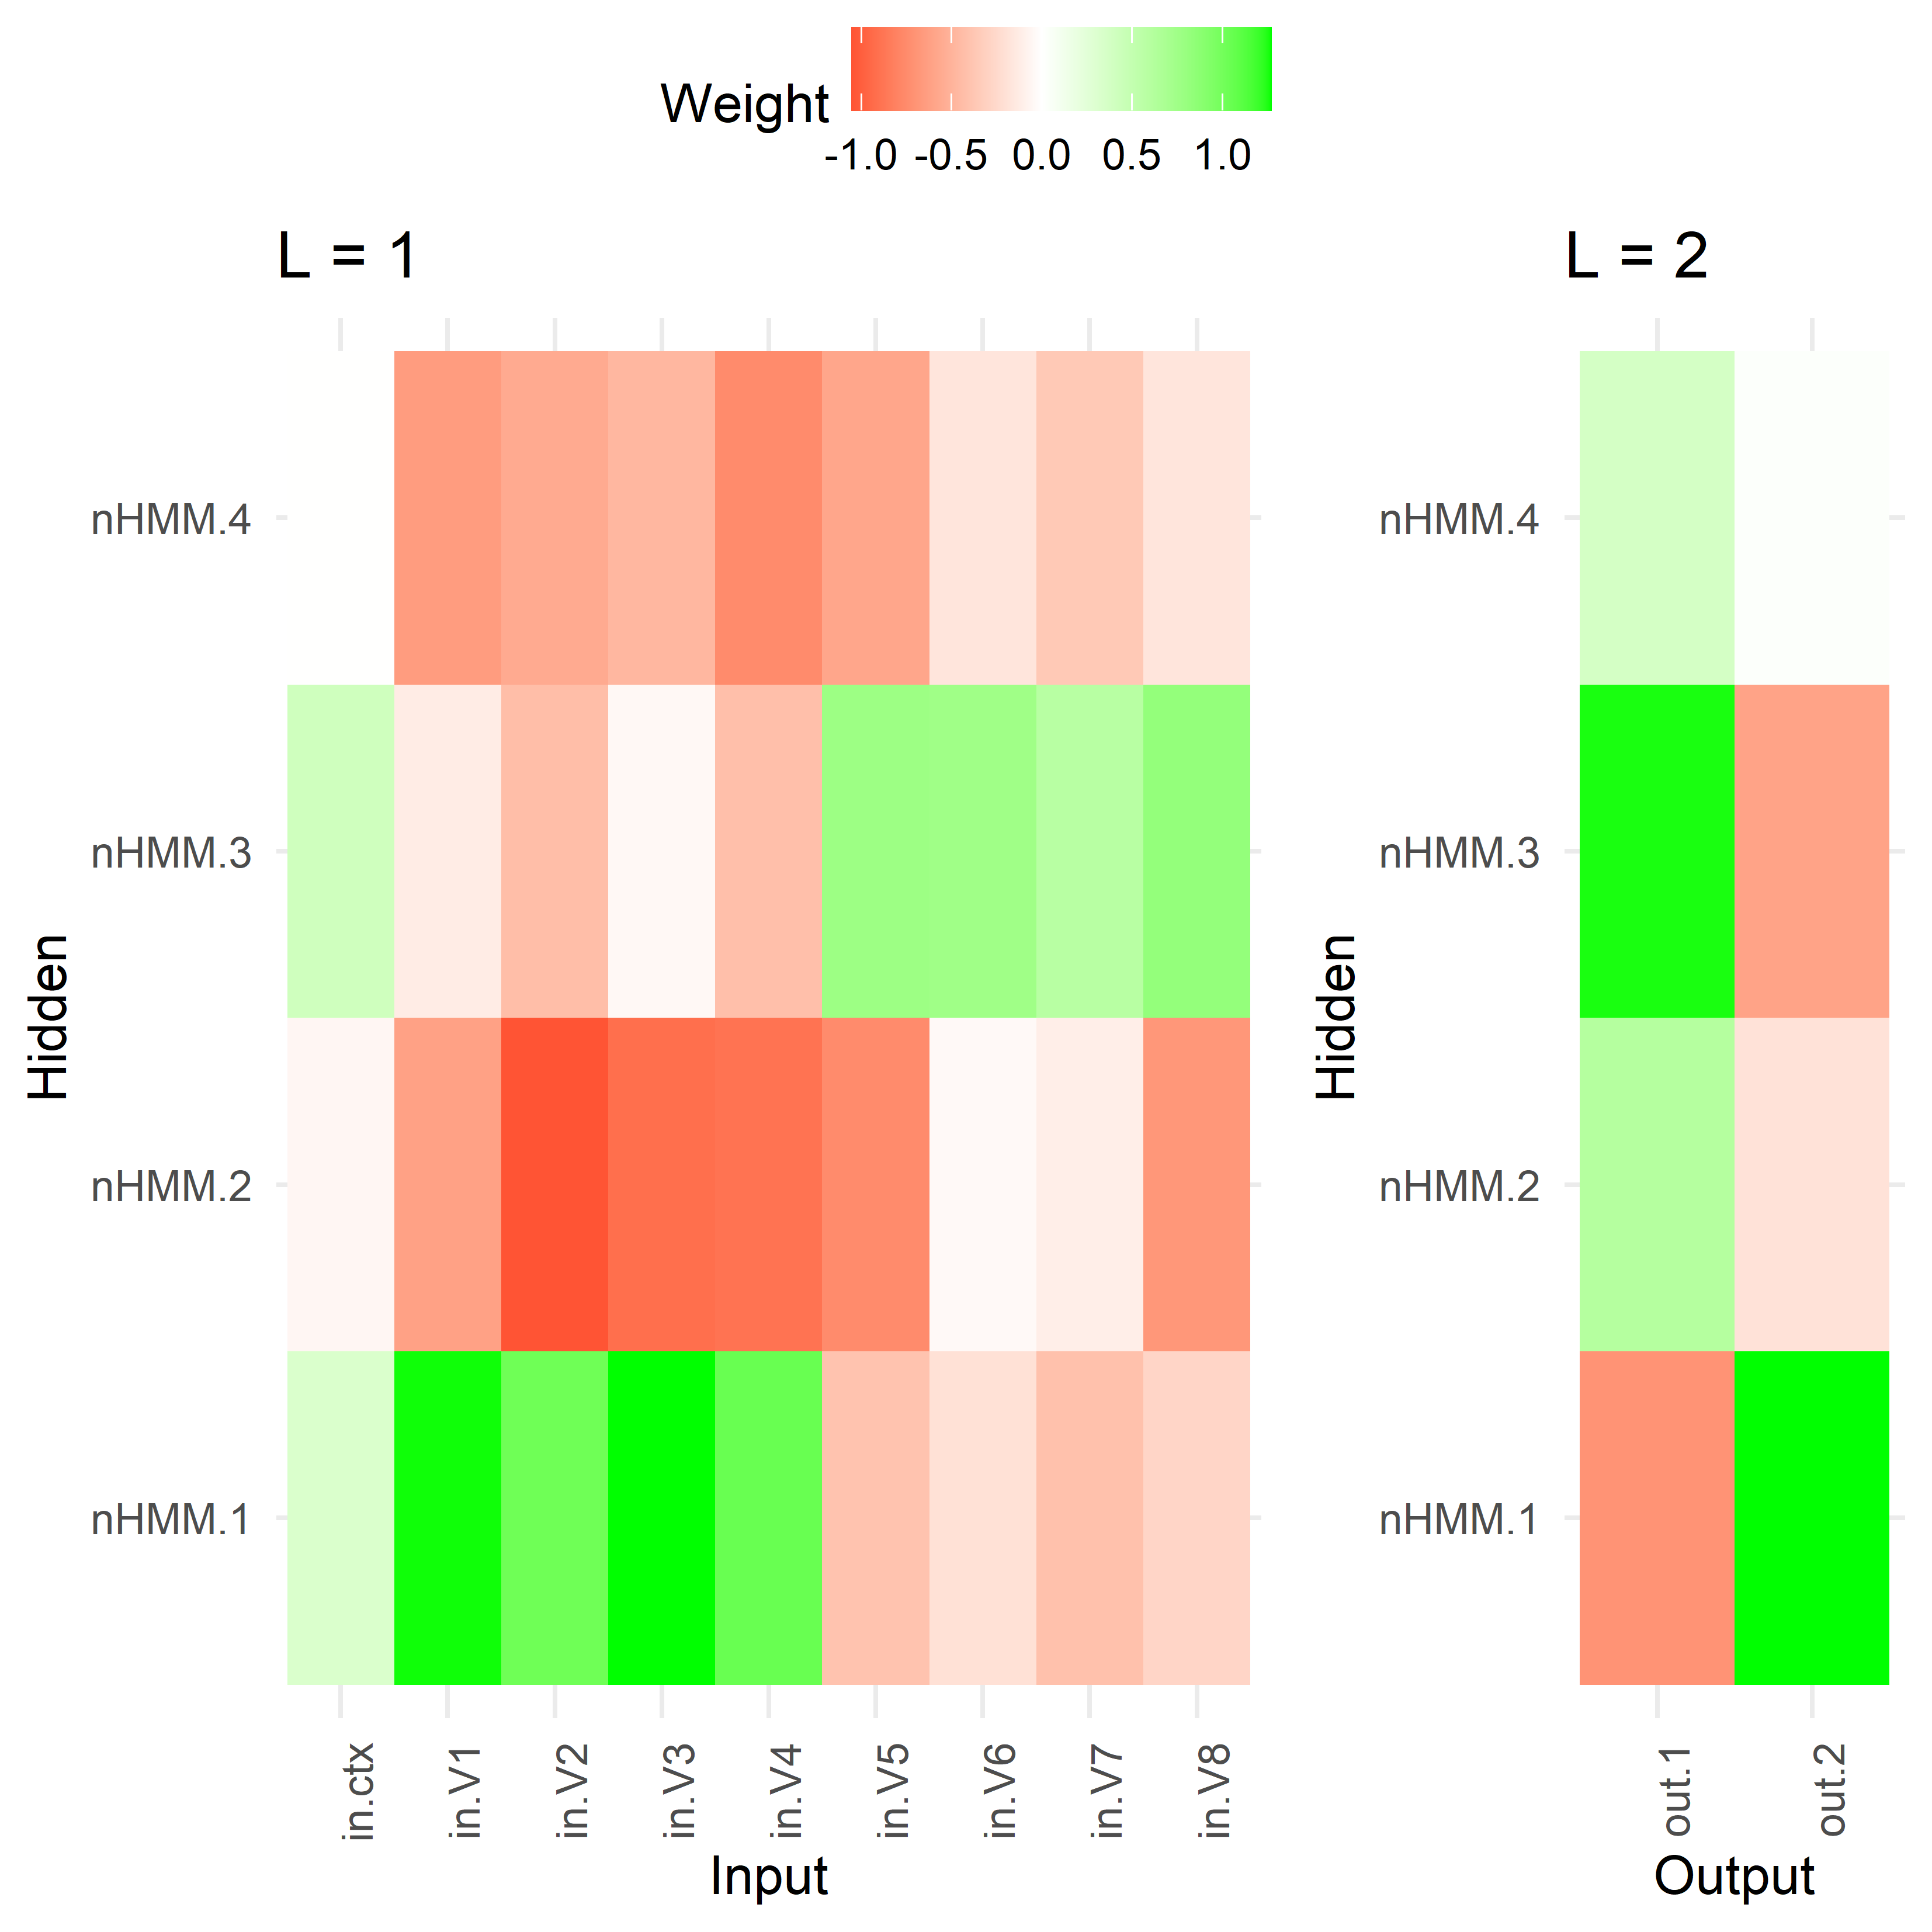 Weight
-1.0 -0.5 0.0 0.5 1.0
L = 1
L = 2
Hidden
nHMM.4
nHMM.3
nHMM.2
nHMM.1
in.ctx
in.V1
in.V2
in.V3
in.V4
in.V5
in.V6
in.V7
in.V8
Input
Hidden
nHMM.4
nHMM.3
nHMM.2
nHMM.1
out.1
out.2
Output